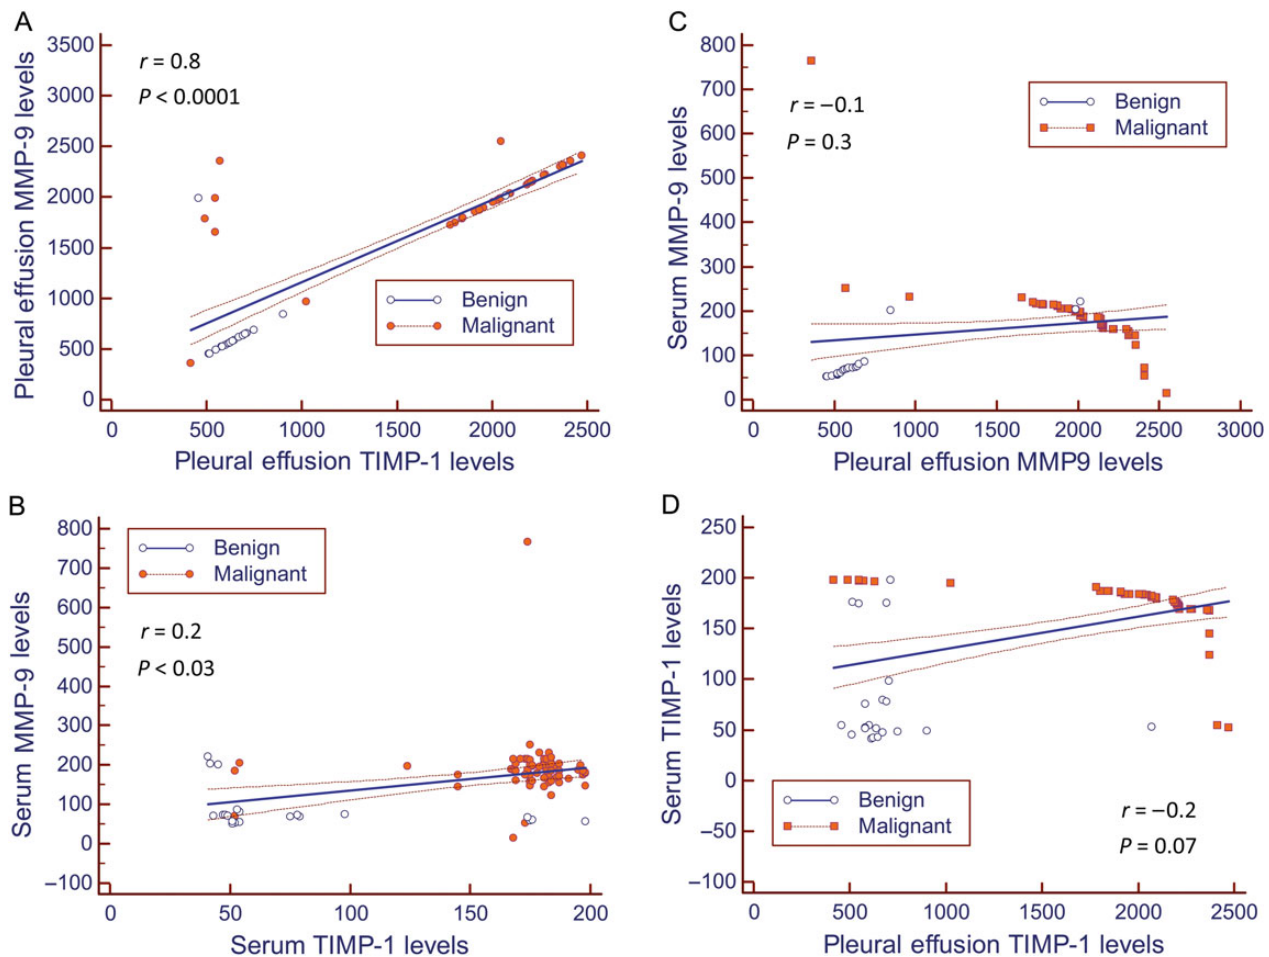 A
Pleural effusion MMP-9 levels
3500
3000
2500
2000
1500
1000
500
0
r = 0.8
P < 0.0001
Benign
Malignant
0 500 1000 1500 2000 2500
Pleural effusion TIMP-1 levels
C
Serum MMP-9 levels
800
700
600
500
400
300
200
100
0
r = −0.1
P = 0.3
Benign
Malignant
0 500 1000 1500 2000 2500 3000
Pleural effusion MMP9 levels
B
Serum MMP-9 levels
800
700
600
500
400
300
200
100
0
−100
Benign
Malignant
r = 0.2
P < 0.03
0 50 100 150 200
Serum TIMP-1 levels
D
Serum TIMP-1 levels
250
200
150
100
50
0
−50
−100
Benign
Malignant
r = −0.2
P = 0.07
0 500 1000 1500 2000 2500
Pleural effusion TIMP-1 levels